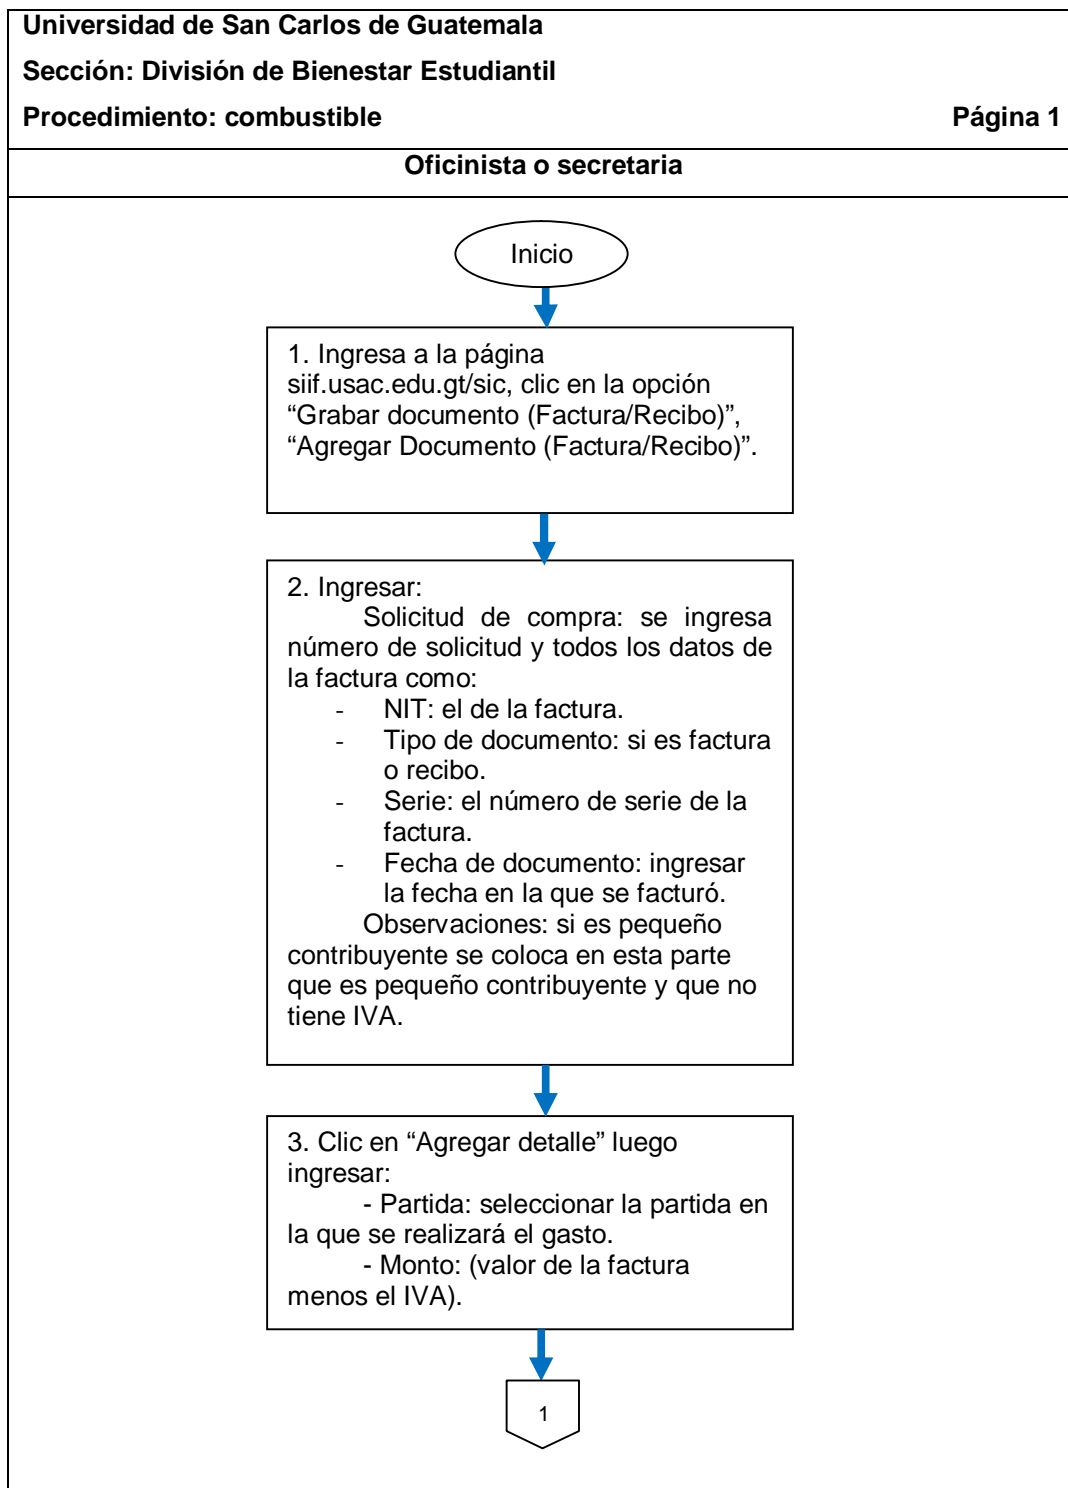 Universidad de San Carlos de Guatemala
Sección: División de Bienestar Estudiantil
Procedimiento: combustible Página 1
Oficinista o secretaria
Inicio
1. Ingresa a la página
siif.usac.edu.gt/sic, clic en la opción
“Grabar documento (Factura/Recibo)”,
“Agregar Documento (Factura/Recibo)”.
2. Ingresar:
Solicitud de compra: se ingresa
número de solicitud y todos los datos de
la factura como:
- NIT: el de la factura.
- Tipo de documento: si es factura
o recibo.
- Serie: el número de serie de la
factura.
- Fecha de documento: ingresar
la fecha en la que se facturó.
Observaciones: si es pequeño
contribuyente se coloca en esta parte
que es pequeño contribuyente y que no
tiene IVA.
3. Clic en “Agregar detalle” luego
ingresar:
- Partida: seleccionar la partida en
la que se realizará el gasto.
- Monto: (valor de la factura
menos el IVA).
1